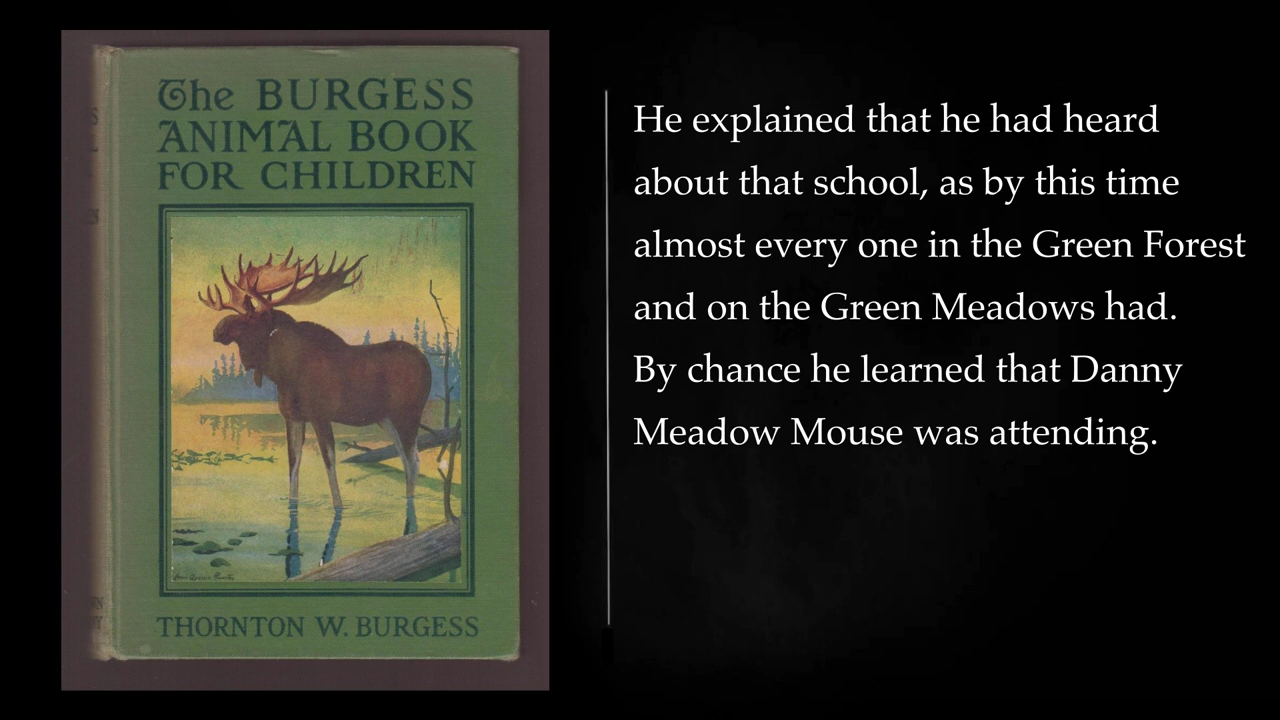 The BURGESS
ANIMAL BOOK
FOR CHILDREN
THORNTON W. BURGESS
He explained that he had heard
about that school, as by this time
almost every one in the Green Forest
and on the Green Meadows had.
By chance he learned that Danny
Meadow Mouse was attending.